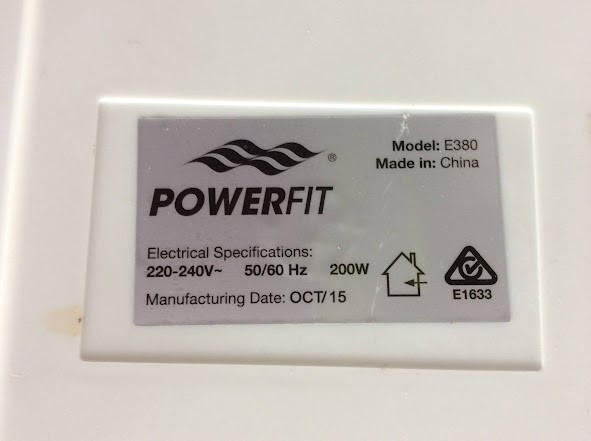 Model: E380
Made in: China
®
POWERFIT
Electrical Specifications:
220-240V~ 50/60 Hz 200W
Manufacturing Date: OCT/15
E1633